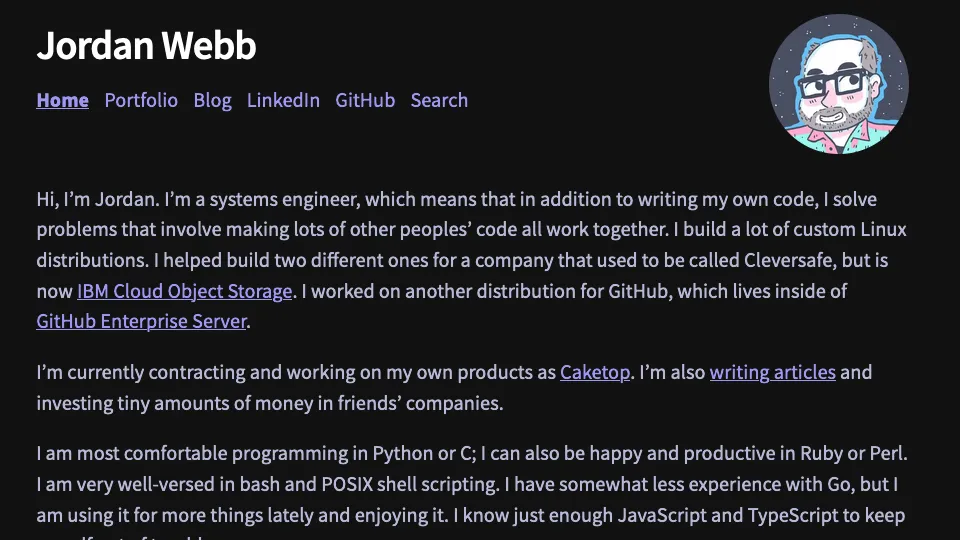 Jordan Webb
Home Portfolio Blog LinkedIn GitHub Search
Hi, I’m Jordan. I’m a systems engineer, which means that in addition to writing my own code, I solve
problems that involve making lots of other peoples’ code all work together. I build a lot of custom Linux
distributions. I helped build two different ones for a company that used to be called Cleversafe, but is
now IBM Cloud Object Storage. I worked on another distribution for GitHub, which lives inside of
GitHub Enterprise Server.
I’m currently contracting and working on my own products as Caketop. I’m also writing articles and
investing tiny amounts of money in friends’ companies.
I am most comfortable programming in Python or C; I can also be happy and productive in Ruby or Perl.
I am very well-versed in bash and POSIX shell scripting. I have somewhat less experience with Go, but I
am using it for more things lately and enjoying it. I know just enough JavaScript and TypeScript to keep